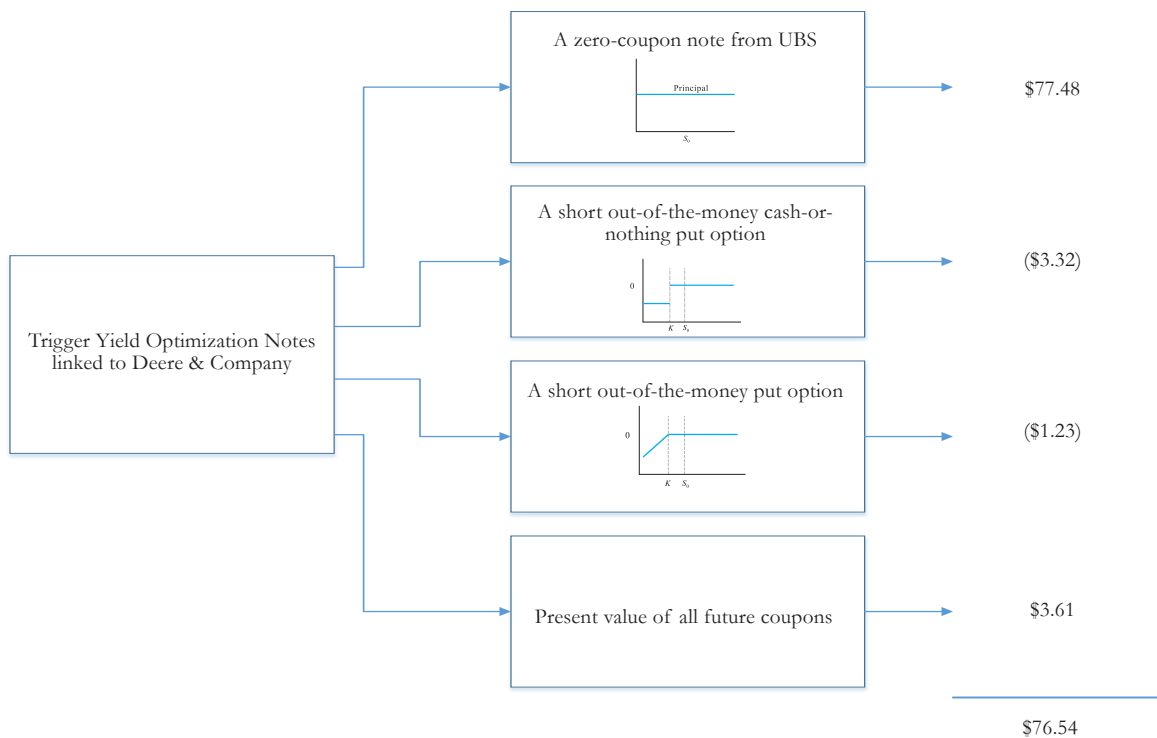 A zero-coupon note from UBS
Principal
S₀
$77.48
A short out-of-the-money cash-or-
nothing put option
0
K
S₀
($3.32)
Trigger Yield Optimization Notes
linked to Deere & Company
A short out-of-the-money put option
0
K
S₀
($1.23)
Present value of all future coupons
$3.61
$76.54